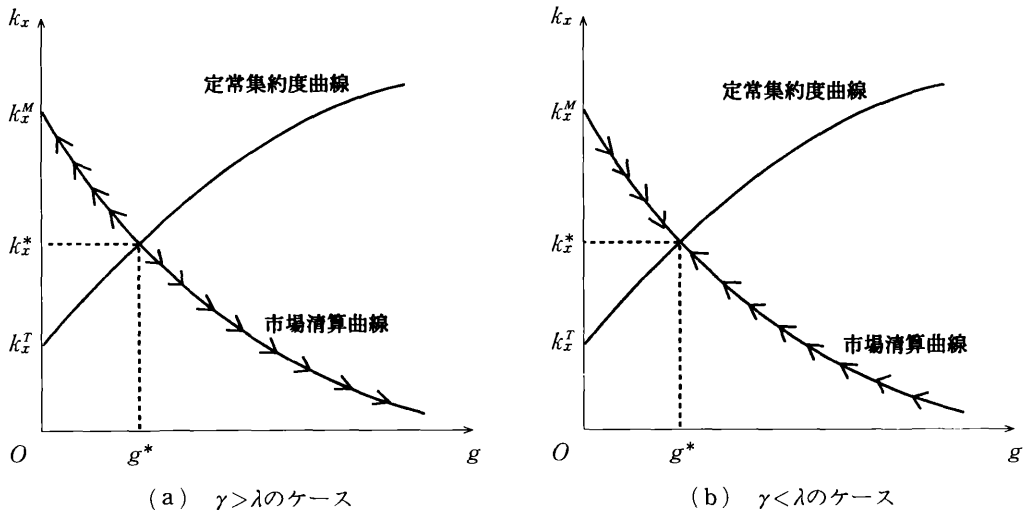 k_x
定常集約度曲線
k_x^M
k_x^*
k_x^T
市場清算曲線
O
g*
g
(a) γ>λのケース
k_x
定常集約度曲線
k_x^M
k_x^*
k_x^T
市場清算曲線
O
g*
g
(b) γ<λのケース